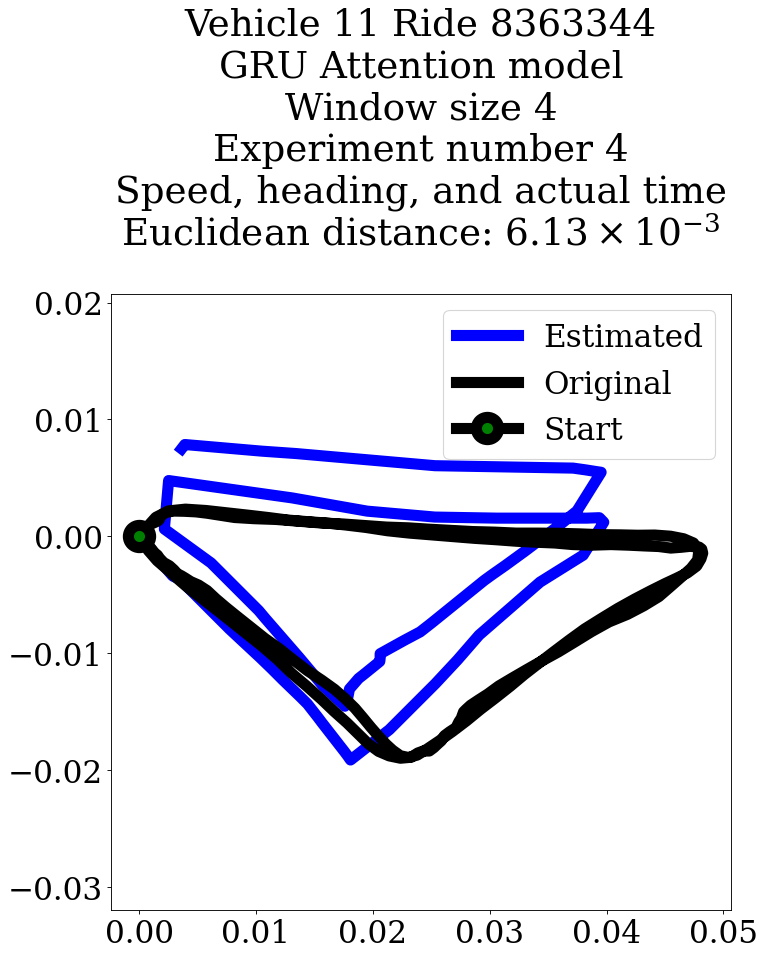 Vehicle 11 Ride 8363344
GRU Attention model
Window size 4
Experiment number 4
Speed, heading, and actual time
Euclidean distance: 6.13 × 10⁻³
Estimated
Original
Start
0.02
0.01
0.00
−0.01
−0.02
−0.03
0.00 0.01 0.02 0.03 0.04 0.05